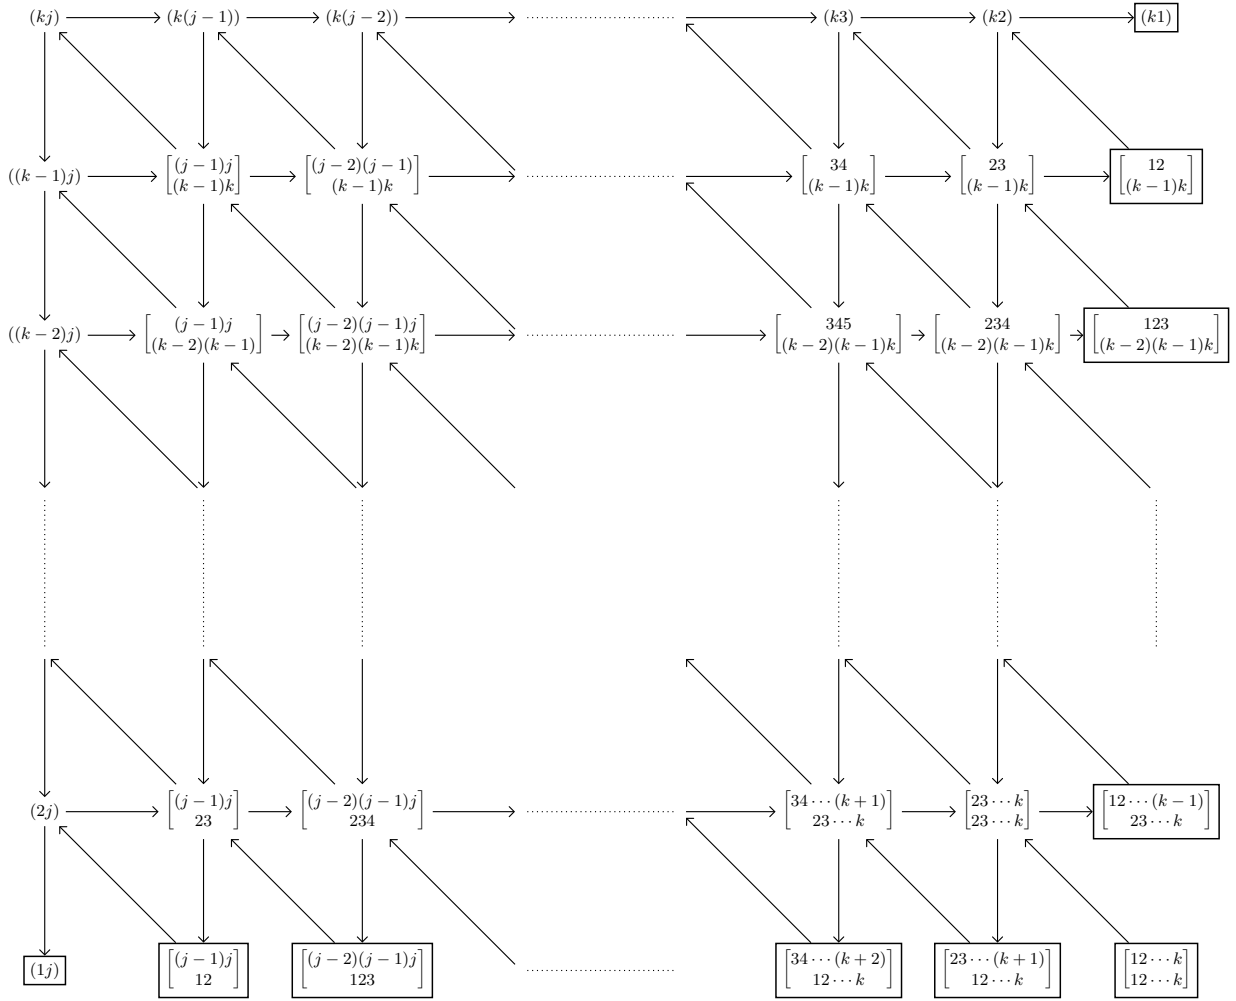 (kj) (k(j − 1)) (k(j − 2)) (k3) (k2) (k1)
(j − 1)j (j − 2)(j − 1) 34 23 12
((k − 1)j)
(k − 1)k (k − 1)k (k − 1)k (k − 1)k (k − 1)k
(j − 1)j (j − 2)(j − 1)j 345 234 123
((k − 2)j)
(k − 2)(k − 1) (k − 2)(k − 1)k (k − 2)(k − 1)k (k − 2)(k − 1)k (k − 2)(k − 1)k
(j − 1)j (j − 2)(j − 1)j 34 ⋯ (k + 1) 23 ⋯ k 12 ⋯ (k − 1)
(2j)
23 234 23 ⋯ k 23 ⋯ k 23 ⋯ k
(j − 1)j (j − 2)(j − 1)j 34 ⋯ (k + 2) 23 ⋯ (k + 1) 12 ⋯ k
(1j)
12 123 12 ⋯ k 12 ⋯ k 12 ⋯ k